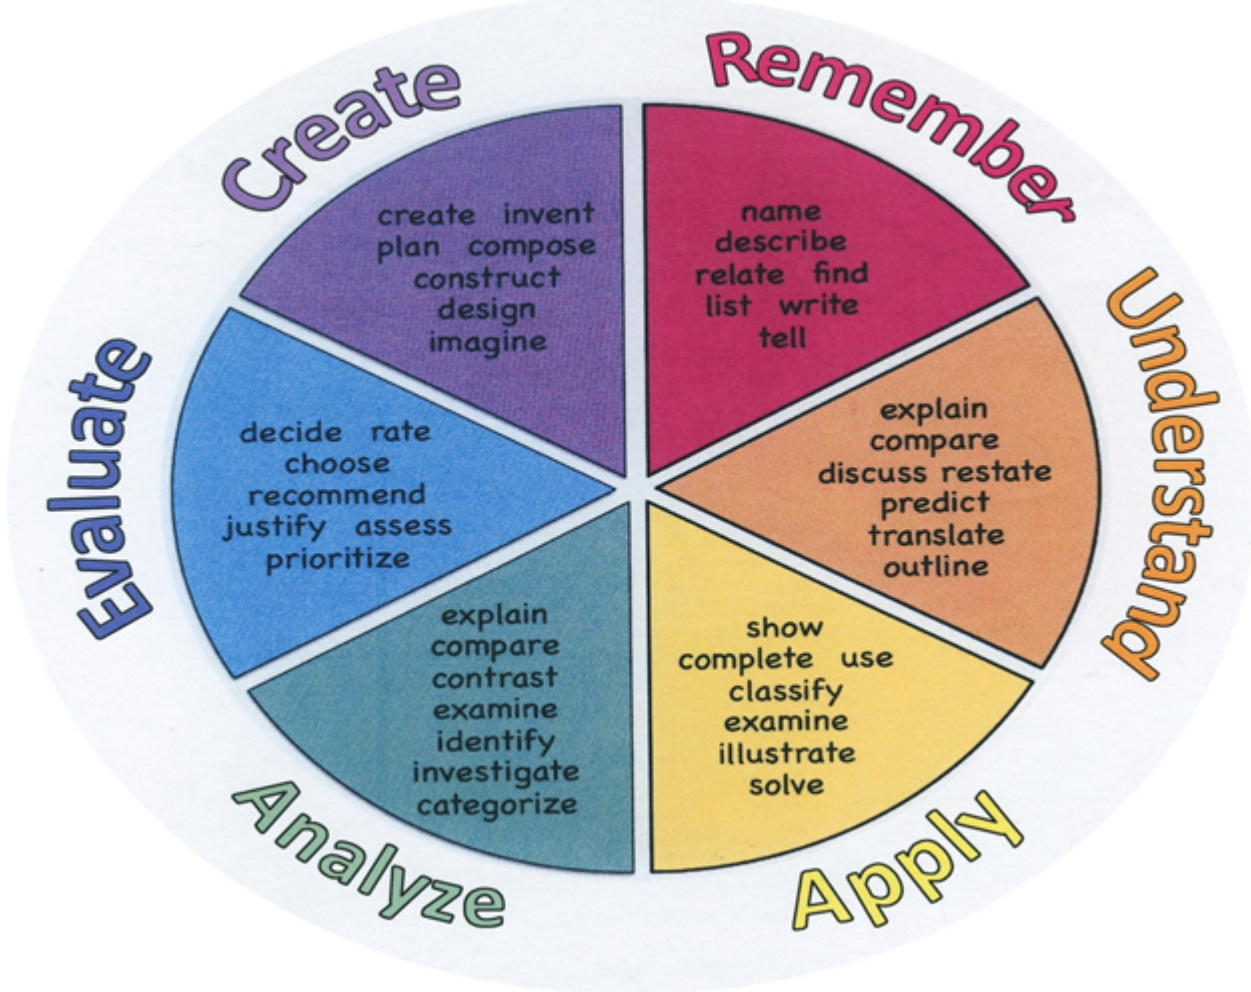 Remember
name
describe
relate find
list write
tell
Understand
explain
compare
discuss restate
predict
translate
outline
Apply
show
complete use
classify
examine
illustrate
solve
Analyze
explain
compare
contrast
examine
identify
investigate
categorize
Evaluate
decide rate
choose
recommend
justify assess
prioritize
Create
create invent
plan compose
construct
design
imagine